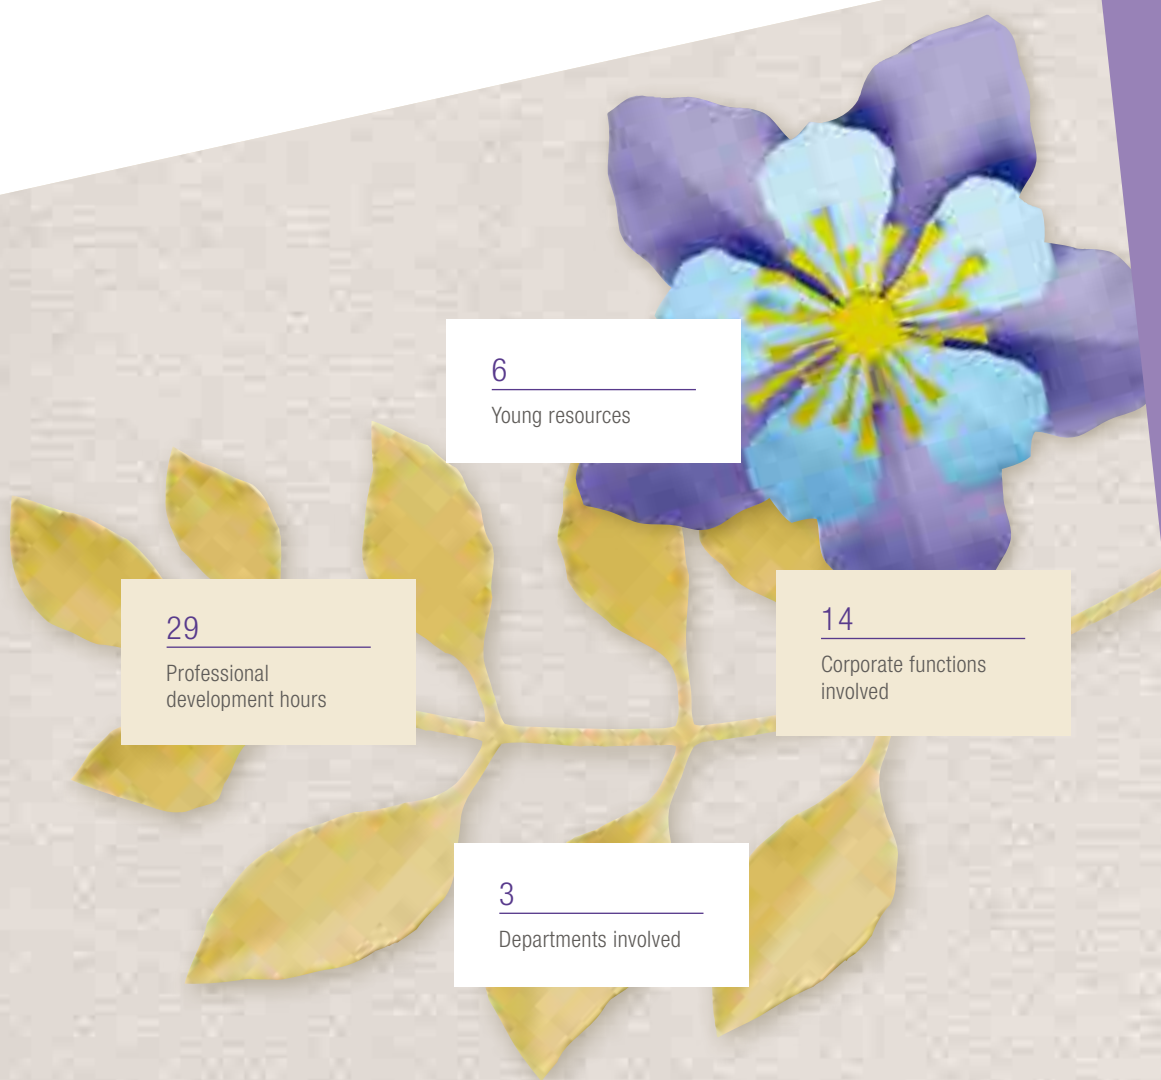 6
Young resources
29
Professional
development hours
14
Corporate functions
involved
3
Departments involved